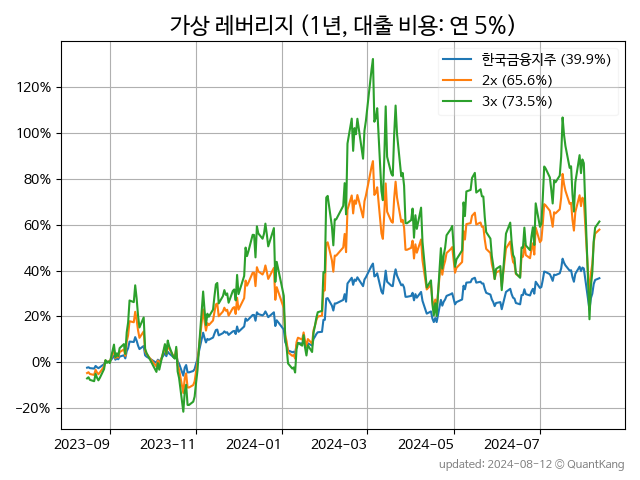 가상 레버리지 (1년, 대출 비용: 연 5%)
한국금융지주 (39.9%)
2x (65.6%)
3x (73.5%)
120%
100%
80%
60%
40%
20%
0%
−20%
2023-09 2023-11 2024-01 2024-03 2024-05 2024-07
updated: 2024-08-12 © QuantKang